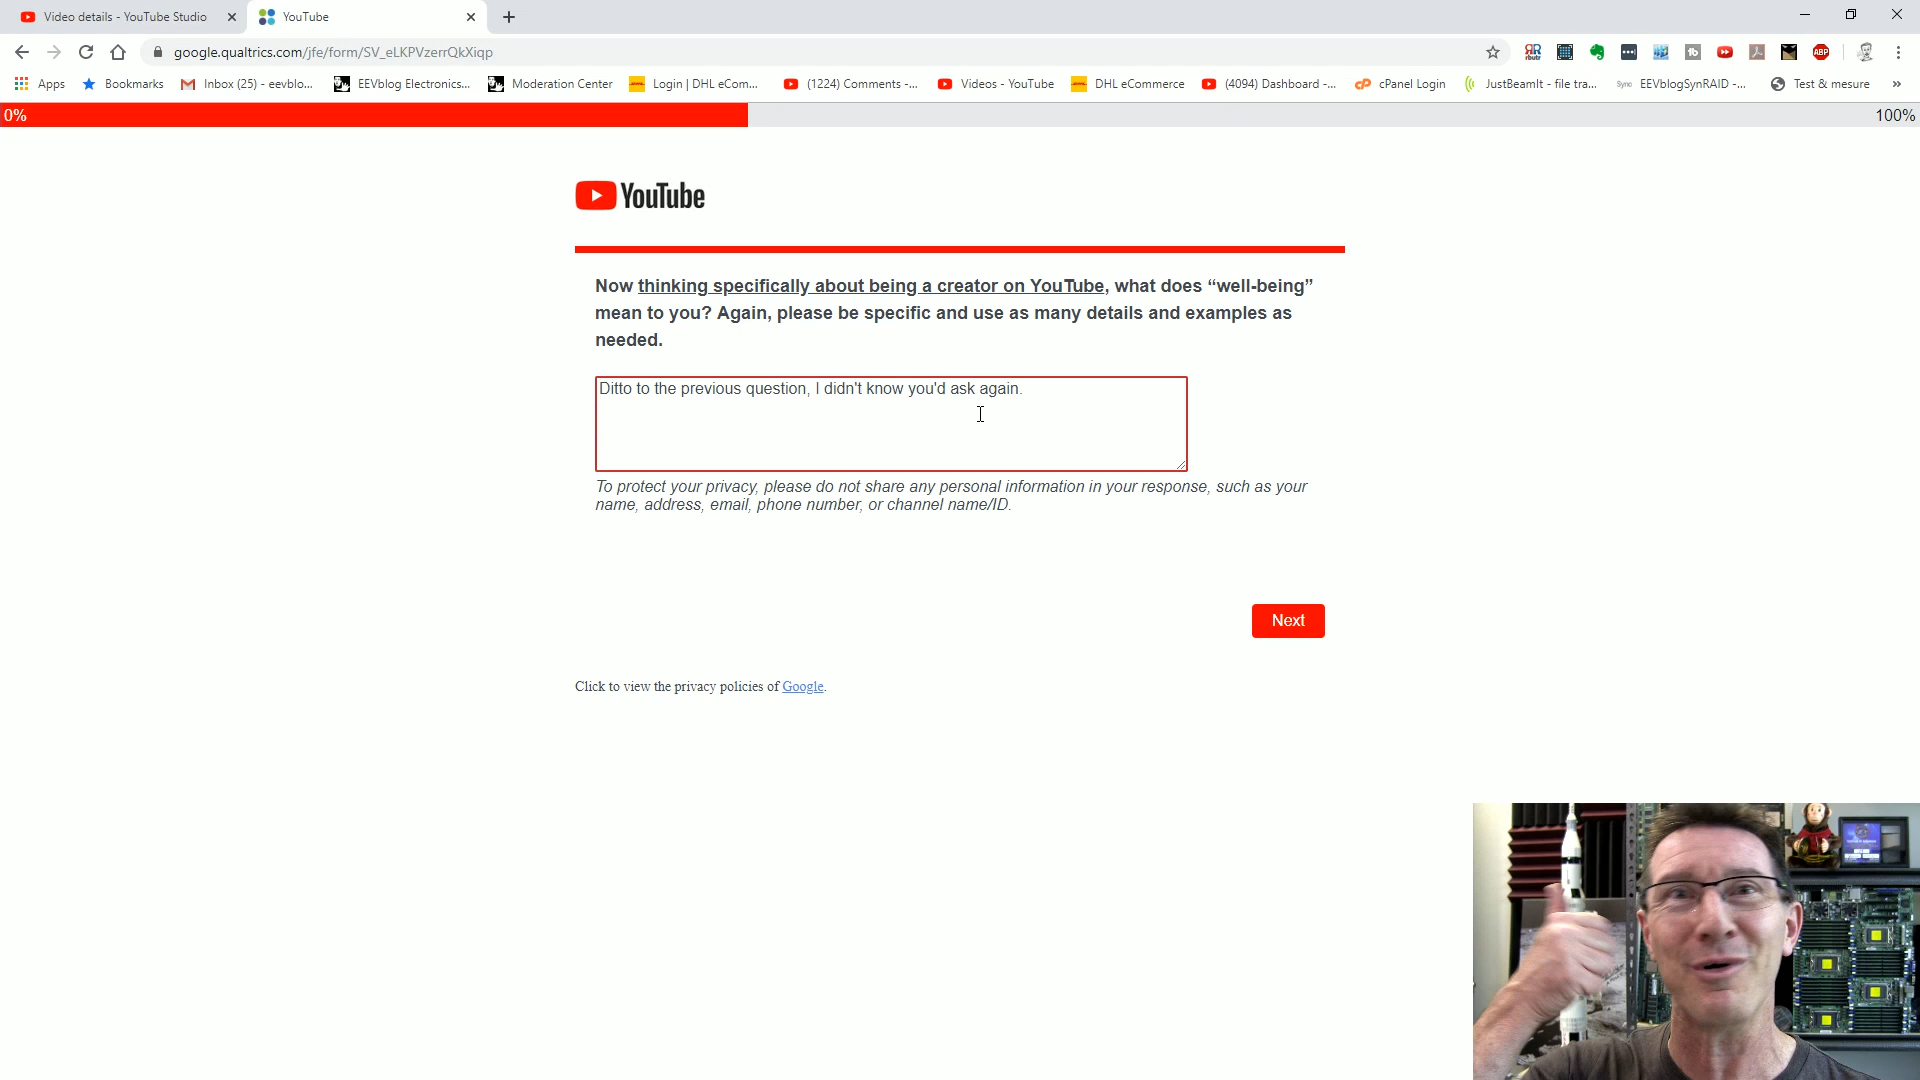 Video details - YouTube Studio
YouTube
google.qualtrics.com/jfe/form/SV_eLKPVzerrQkXiqp
Apps
Bookmarks
Inbox (25) - eevblo...
EEVblog Electronics...
Moderation Center
Login | DHL eCom...
(1224) Comments -...
Videos - YouTube
DHL eCommerce
(4094) Dashboard -...
cPanel Login
JustBeamIt - file tra...
EEVblogSynRAID -...
Test & mesure
»
0%
100%
YouTube
Now thinking specifically about being a creator on YouTube, what does “well-being”
mean to you? Again, please be specific and use as many details and examples as
needed.
Ditto to the previous question, I didn't know you'd ask again.
To protect your privacy, please do not share any personal information in your response, such as your
name, address, email, phone number, or channel name/ID.
Next
Click to view the privacy policies of Google.